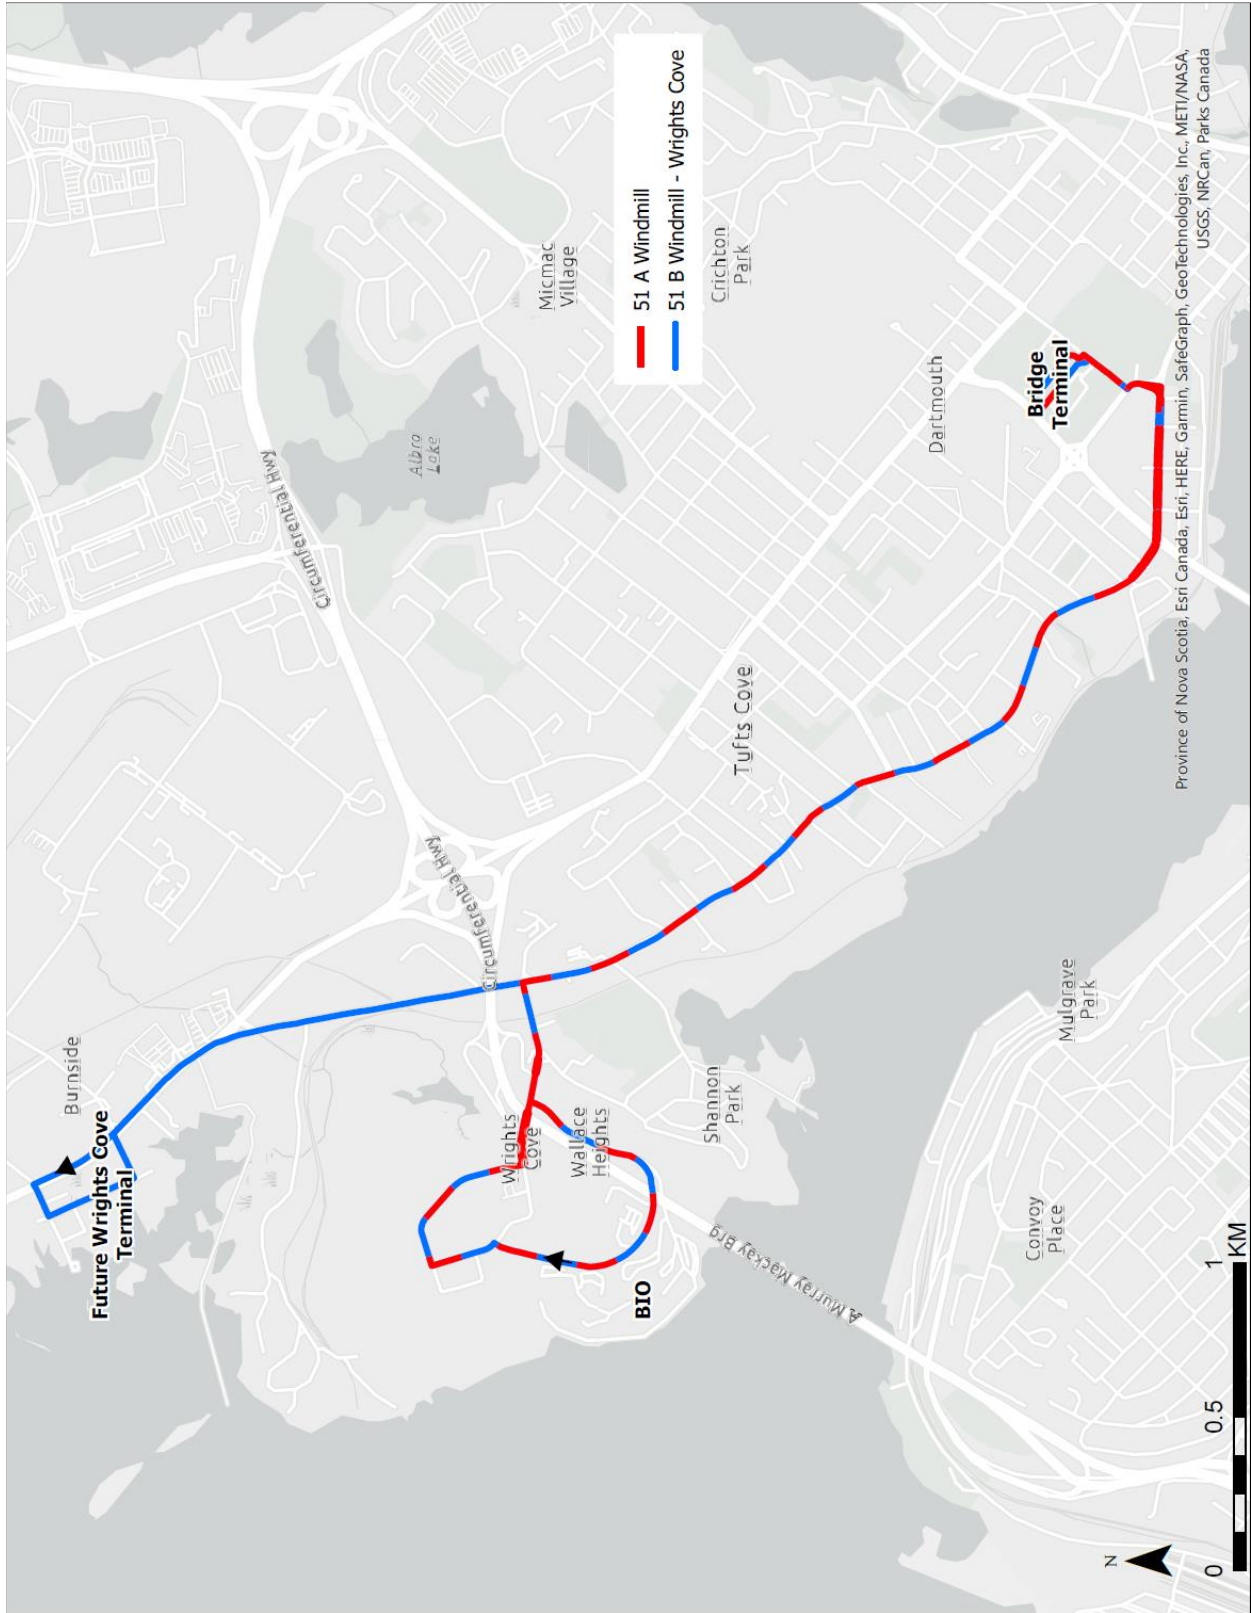 Burnside
Future Wrights Cove
Terminal
Circumferential Hwy
Circumferential Hwy
Albro
Lake
Micmac
Village
51 A Windmill
51 B Windmill - Wrights Cove
Crichton
Park
Wrights
Cove
Wallace
Heights
BIO
Shannon
Park
Tufts Cove
A Murray Mackay Brg
Dartmouth
Bridge
Terminal
Mulgrave
Park
Convoy
Place
N
0
0.5
1
KM
Province of Nova Scotia, Esri Canada, Esri, HERE, Garmin, SafeGraph, GeoTechnologies, Inc., METI/NASA,
USGS, NRCan, Parks Canada